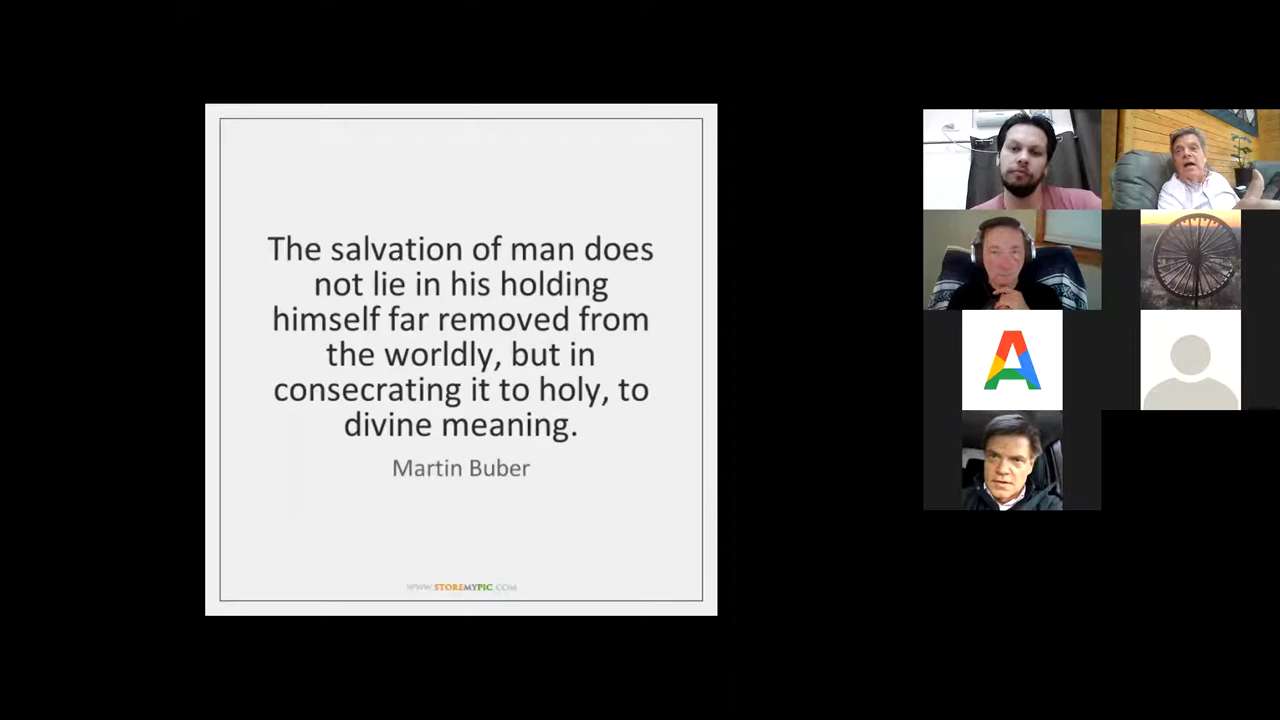 The salvation of man does
not lie in his holding
himself far removed from
the worldly, but in
consecrating it to holy, to
divine meaning.
Martin Buber
WWW.STOREMYPIC.COM
A